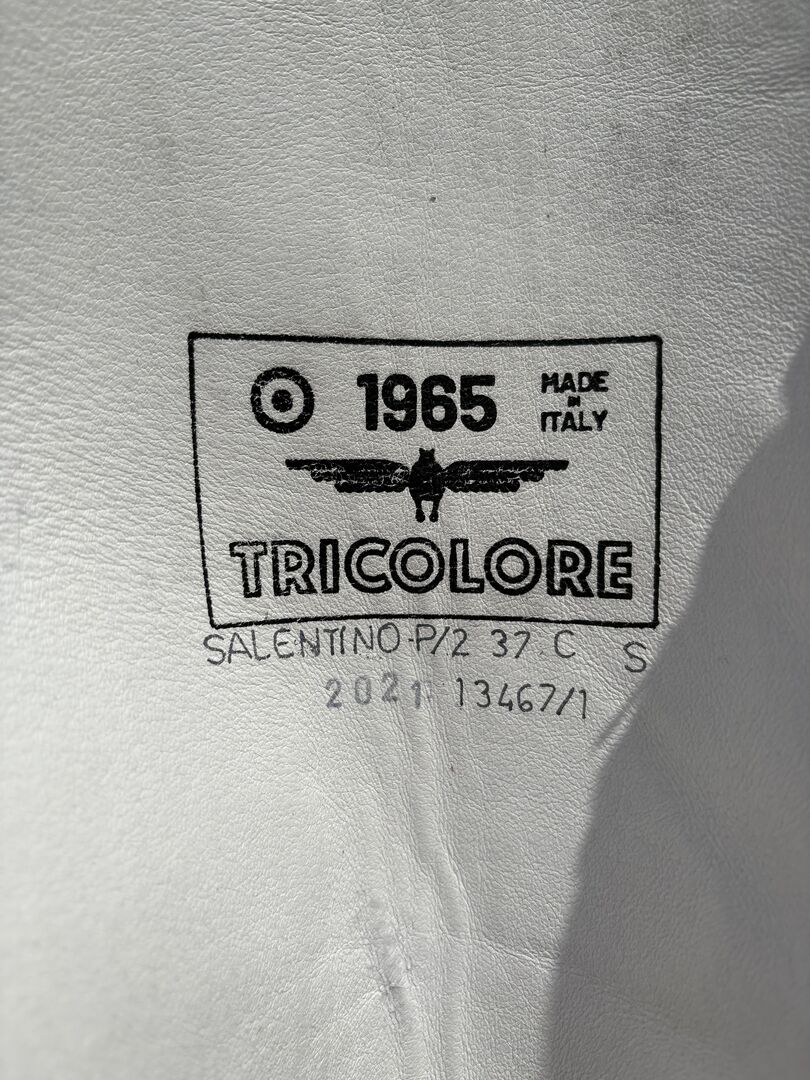 1965
MADE
IN
ITALY
TRICOLORE
SALENTINO-P/2 37.C S
2021 13467/1